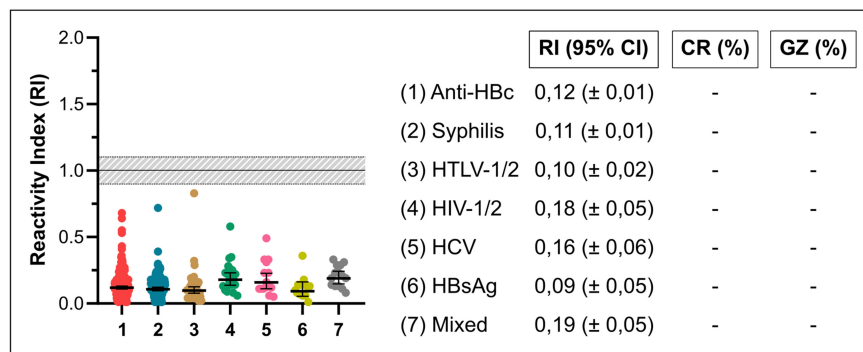 Reactivity Index (RI)
2.0
1.5
1.0
0.5
0.0
1 2 3 4 5 6 7
RI (95% CI) CR (%) GZ (%)
(1) Anti-HBc 0,12 (± 0,01) - -
(2) Syphilis 0,11 (± 0,01) - -
(3) HTLV-1/2 0,10 (± 0,02) - -
(4) HIV-1/2 0,18 (± 0,05) - -
(5) HCV 0,16 (± 0,06) - -
(6) HBsAg 0,09 (± 0,05) - -
(7) Mixed 0,19 (± 0,05) - -